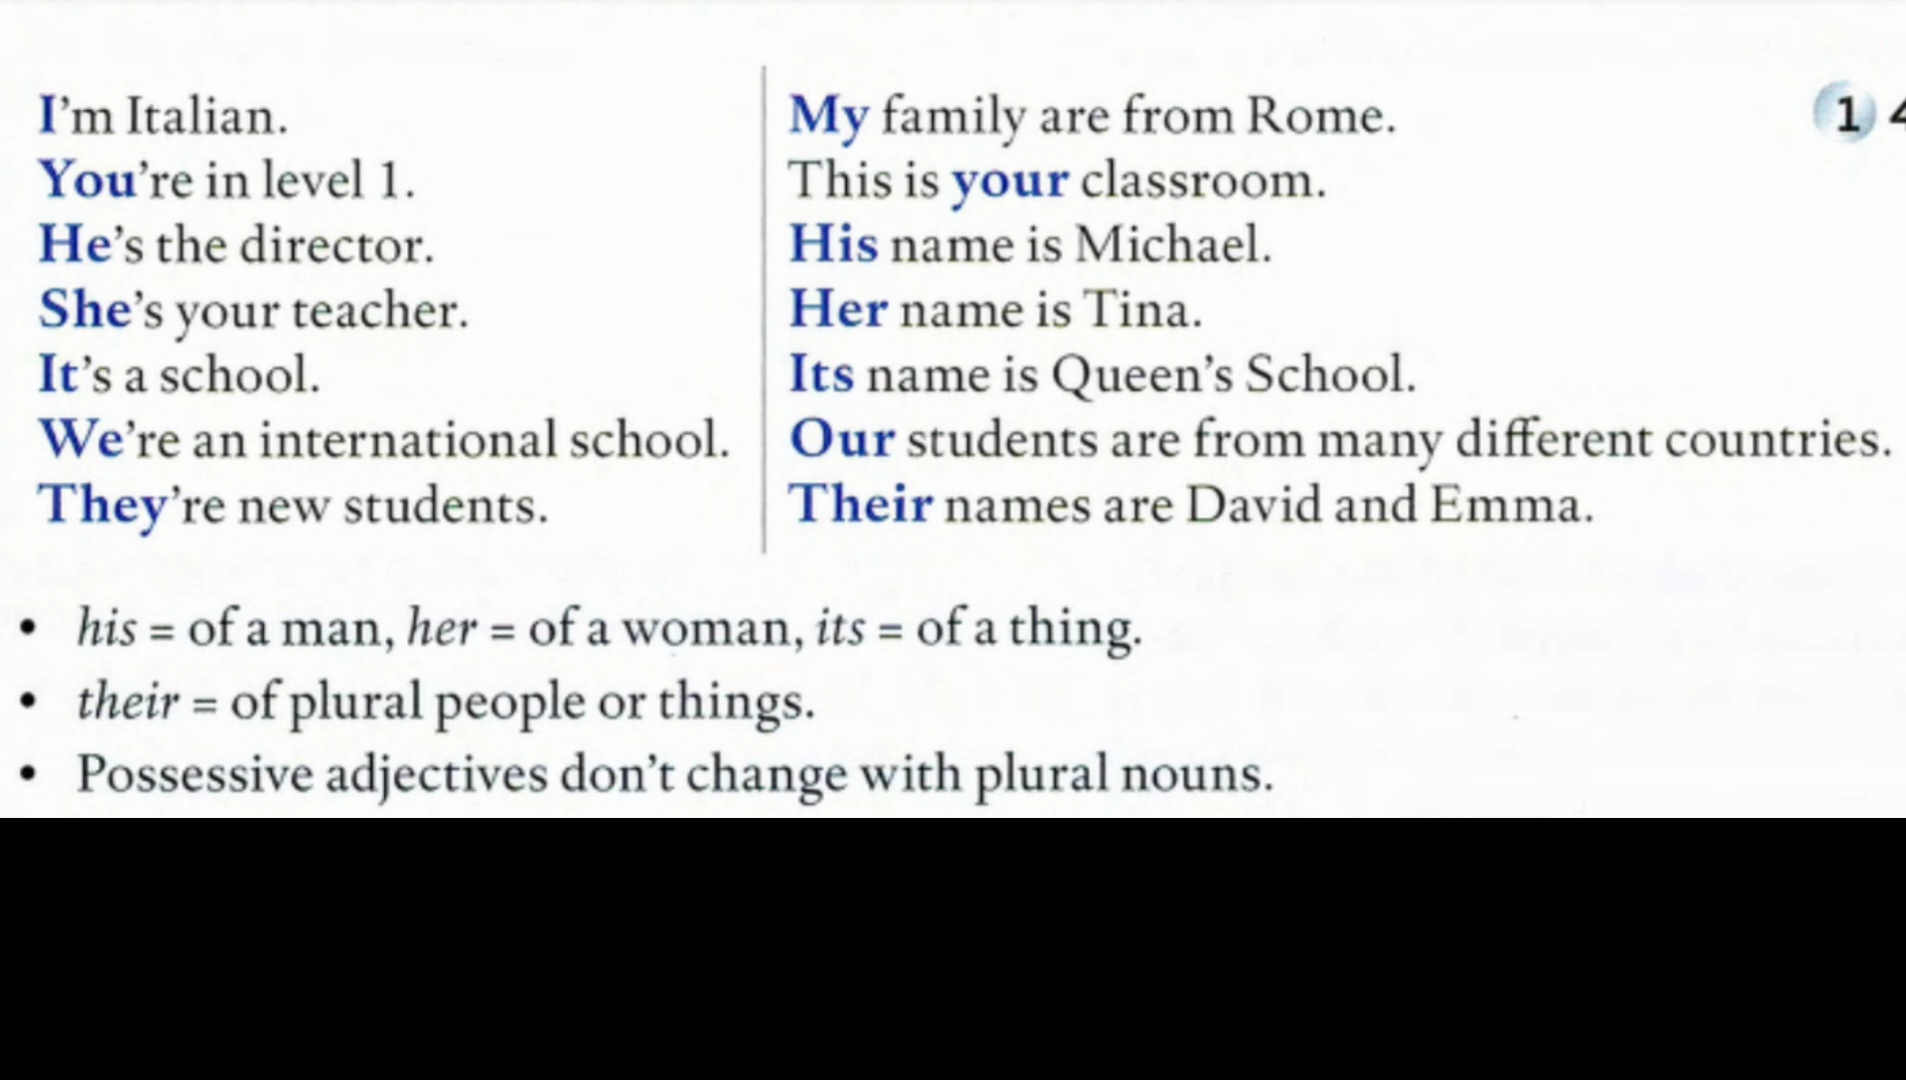 I'm Italian.
You're in level 1.
He's the director.
She's your teacher.
It's a school.
We're an international school.
They're new students.
My family are from Rome.
This is your classroom.
His name is Michael.
Her name is Tina.
Its name is Queen's School.
Our students are from many different countries.
Their names are David and Emma.
1 4
• his = of a man, her = of a woman, its = of a thing.
• their = of plural people or things.
• Possessive adjectives don't change with plural nouns.